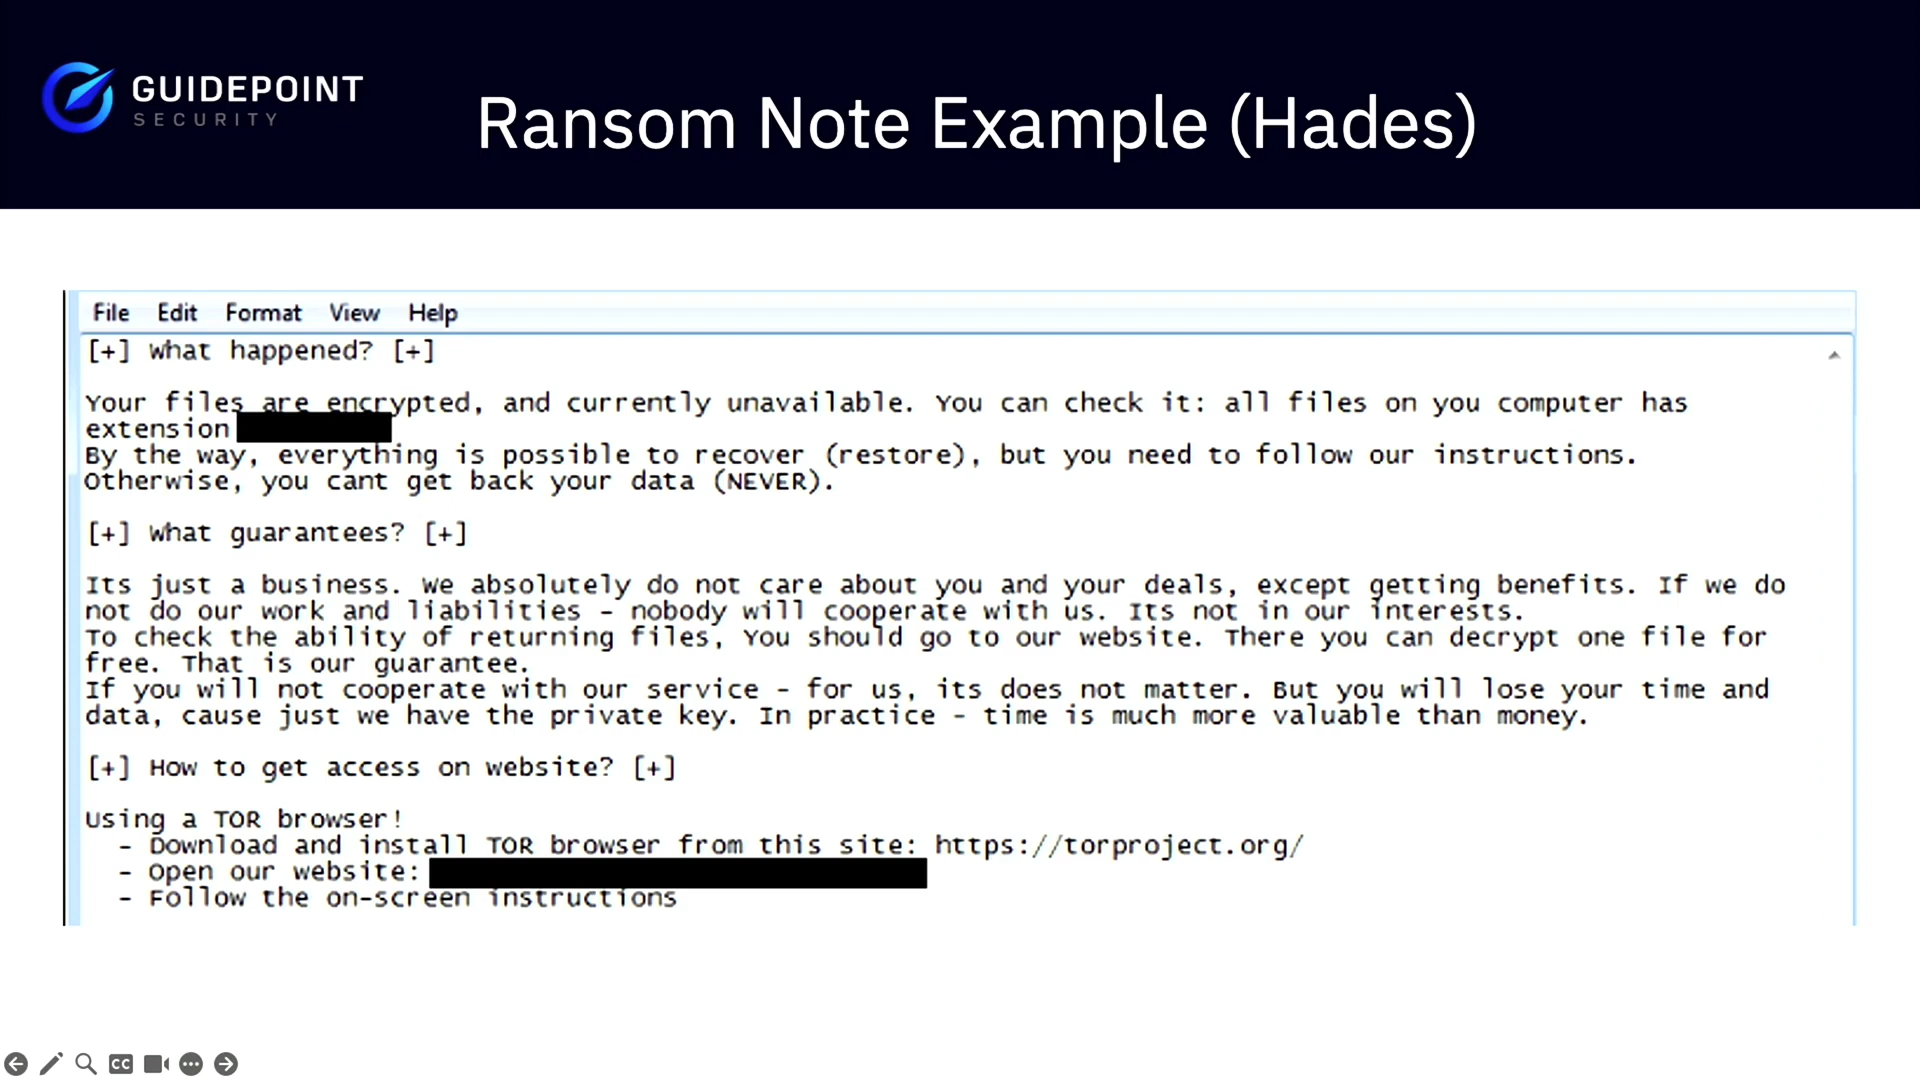 GUIDEPOINT
SECURITY
Ransom Note Example (Hades)
File Edit Format View Help
[+] What happened? [+]
Your files are encrypted, and currently unavailable. You can check it: all files on you computer has
extension
By the way, everything is possible to recover (restore), but you need to follow our instructions.
Otherwise, you cant get back your data (NEVER).
[+] What guarantees? [+]
Its just a business. We absolutely do not care about you and your deals, except getting benefits. If we do
not do our work and liabilities - nobody will cooperate with us. Its not in our interests.
To check the ability of returning files, You should go to our website. There you can decrypt one file for
free. That is our guarantee.
If you will not cooperate with our service - for us, its does not matter. But you will lose your time and
data, cause just we have the private key. In practice - time is much more valuable than money.
[+] How to get access on website? [+]
Using a TOR browser!
- Download and install TOR browser from this site: https://torproject.org/
- Open our website:
- Follow the on-screen instructions
CC